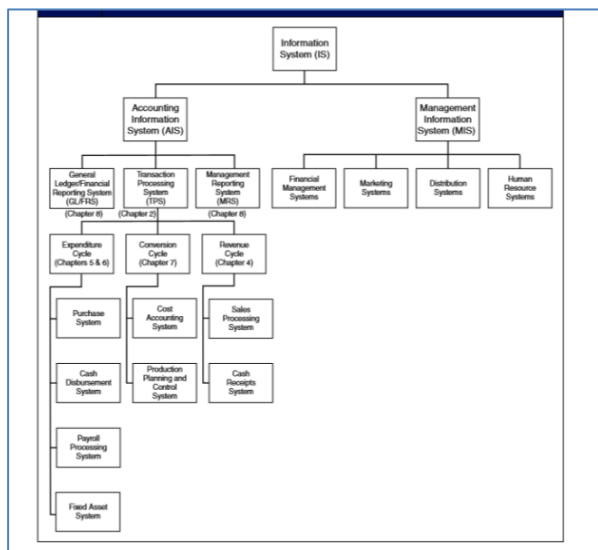 Information
System (IS)
Accounting
Information
System (AIS)
Management
Information
System (MIS)
General
Ledger/Financial
Reporting System
(GL/FRS)
Transaction
Processing
System
(TPS)
Management
Reporting
System
(MRS)
Financial
Management
Systems
Marketing
Systems
Distribution
Systems
Human
Resource
Systems
(Chapter 8)
(Chapter 2)
(Chapter 8)
Expenditure
Cycle
(Chapters 5 & 6)
Conversion
Cycle
(Chapter 7)
Revenue
Cycle
(Chapter 4)
Purchase
System
Cost
Accounting
System
Sales
Processing
System
Cash
Disbursement
System
Production
Planning and
Control
System
Cash
Receipts
System
Payroll
Processing
System
Fixed Asset
System